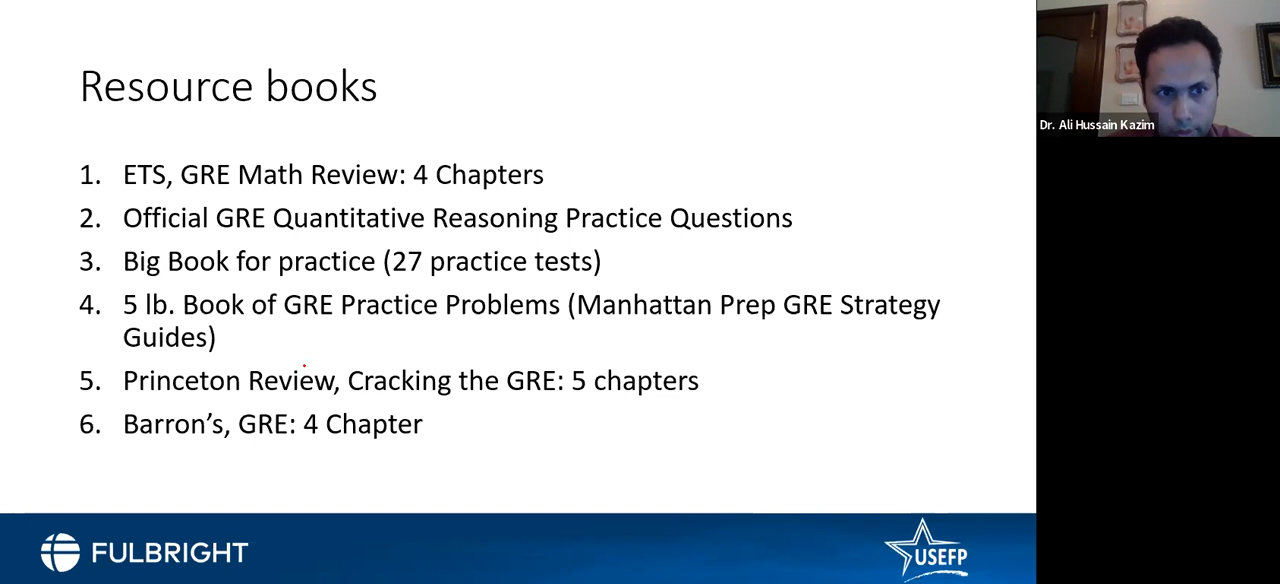 Resource books
1. ETS, GRE Math Review: 4 Chapters
2. Official GRE Quantitative Reasoning Practice Questions
3. Big Book for practice (27 practice tests)
4. 5 lb. Book of GRE Practice Problems (Manhattan Prep GRE Strategy
Guides)
5. Princeton Review, Cracking the GRE: 5 chapters
6. Barron’s, GRE: 4 Chapter
Dr. Ali Hussain Kazim
FULBRIGHT
USEFP